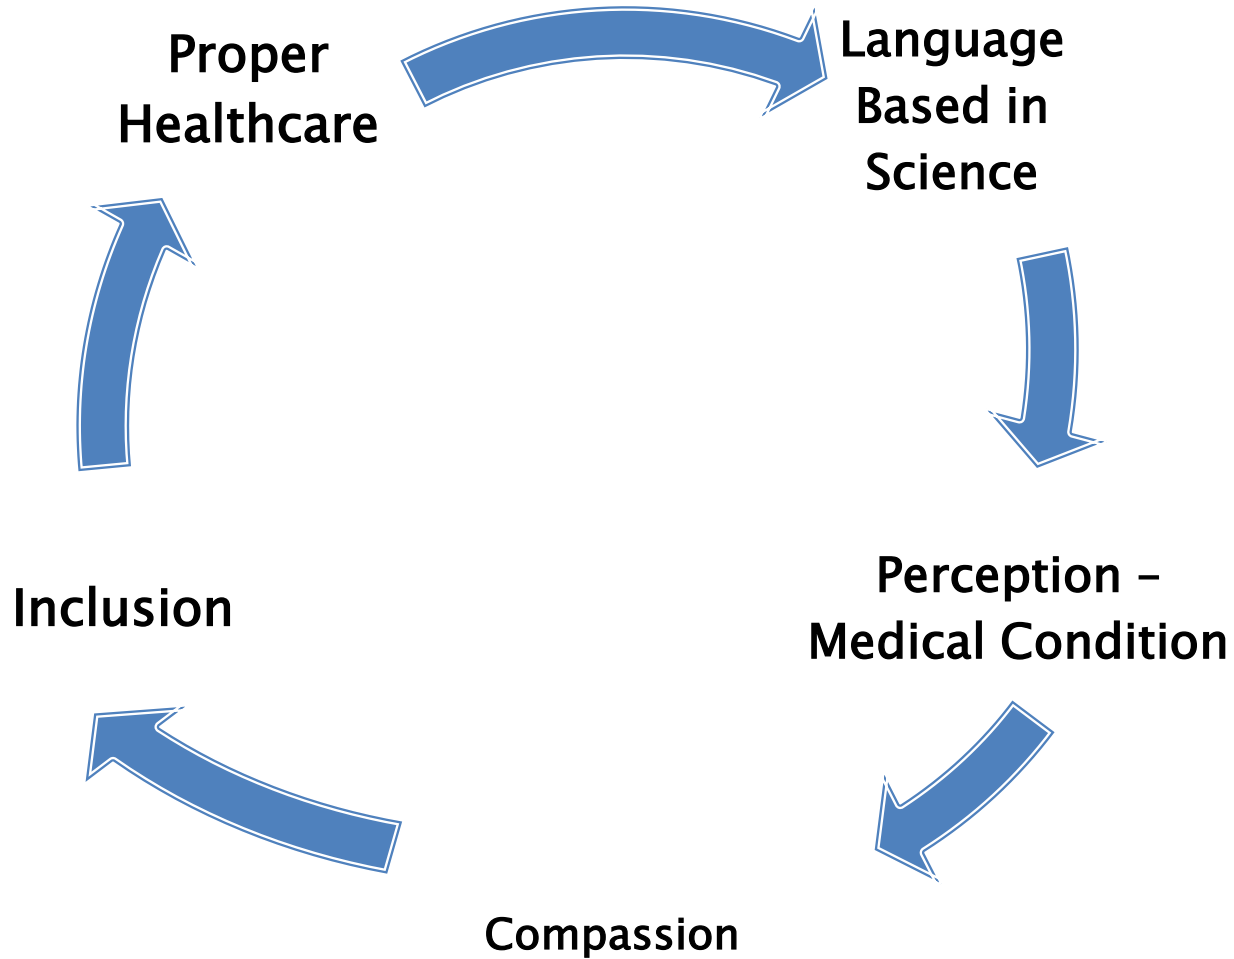 Proper
Healthcare
Language
Based in
Science
Perception –
Medical Condition
Compassion
Inclusion